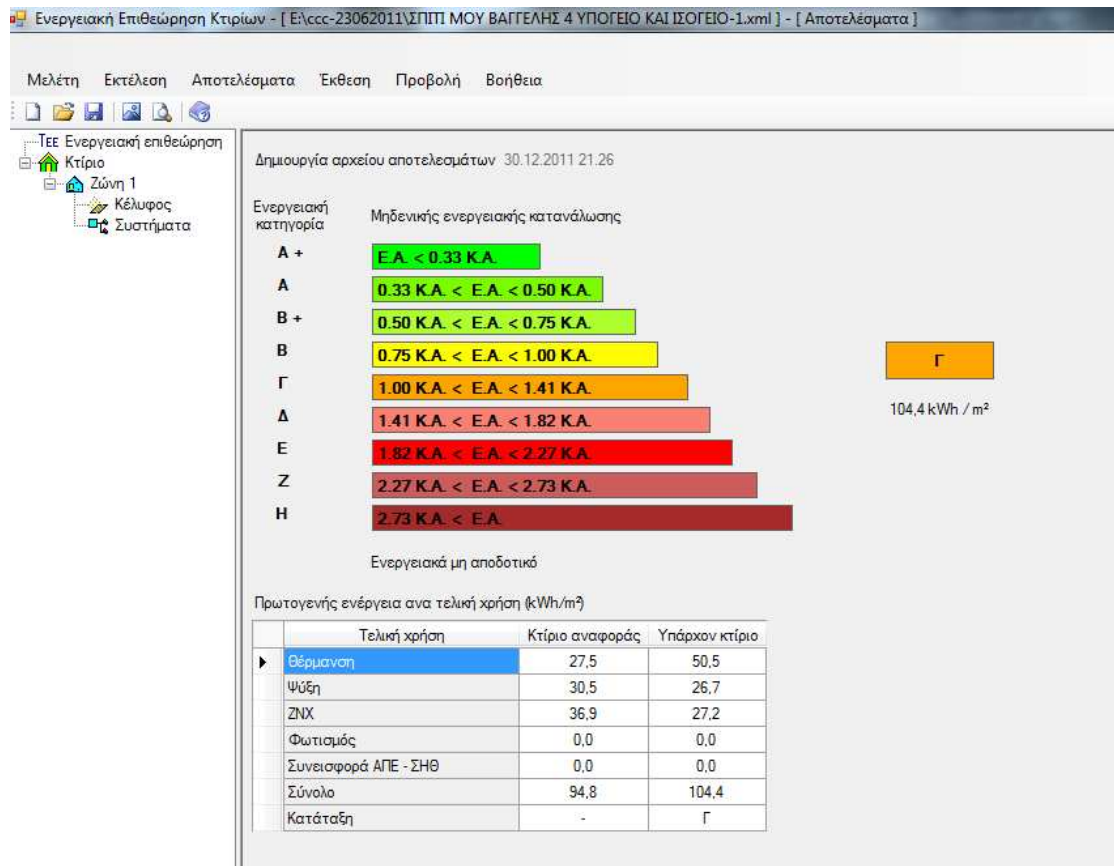 Ενεργειακή Επιθεώρηση Κτιρίων - [ E:\ccc-23062011\ΣΠΙΤΙ ΜΟΥ ΒΑΓΓΕΛΗΣ 4 ΥΠΟΓΕΙΟ ΚΑΙ ΙΣΟΓΕΙΟ-1.xml ] - [ Αποτελέσματα ]
Μελέτη Εκτέλεση Αποτελέσματα Έκθεση Προβολή Βοήθεια
ΤΕΕ Ενεργειακή επιθεώρηση
Κτίριο
Ζώνη 1
Κέλυφος
Συστήματα
Δημιουργία αρχείου αποτελεσμάτων 30.12.2011 21.26
Ενεργειακή κατηγορία
Μηδενικής ενεργειακής κατανάλωσης
Α + Ε.Α. < 0.33 Κ.Α.
Α 0.33 Κ.Α. < Ε.Α. < 0.50 Κ.Α.
Β + 0.50 Κ.Α. < Ε.Α. < 0.75 Κ.Α.
Β 0.75 Κ.Α. < Ε.Α. < 1.00 Κ.Α.
Γ 1.00 Κ.Α. < Ε.Α. < 1.41 Κ.Α.
Δ 1.41 Κ.Α. < Ε.Α. < 1.82 Κ.Α.
Ε 1.82 Κ.Α. < Ε.Α. < 2.27 Κ.Α.
Ζ 2.27 Κ.Α. < Ε.Α. < 2.73 Κ.Α.
Η 2.73 Κ.Α. < Ε.Α.
Γ
104,4 kWh / m²
Ενεργειακά μη αποδοτικό
Πρωτογενής ενέργεια ανα τελική χρήση (kWh/m²)
Τελική χρήση Κτίριο αναφοράς Υπάρχον κτίριο
Θέρμανση 27,5 50,5
Ψύξη 30,5 26,7
ΖΝΧ 36,9 27,2
Φωτισμός 0,0 0,0
Συνεισφορά ΑΠΕ - ΣΗΘ 0,0 0,0
Σύνολο 94,8 104,4
Κατάταξη - Γ